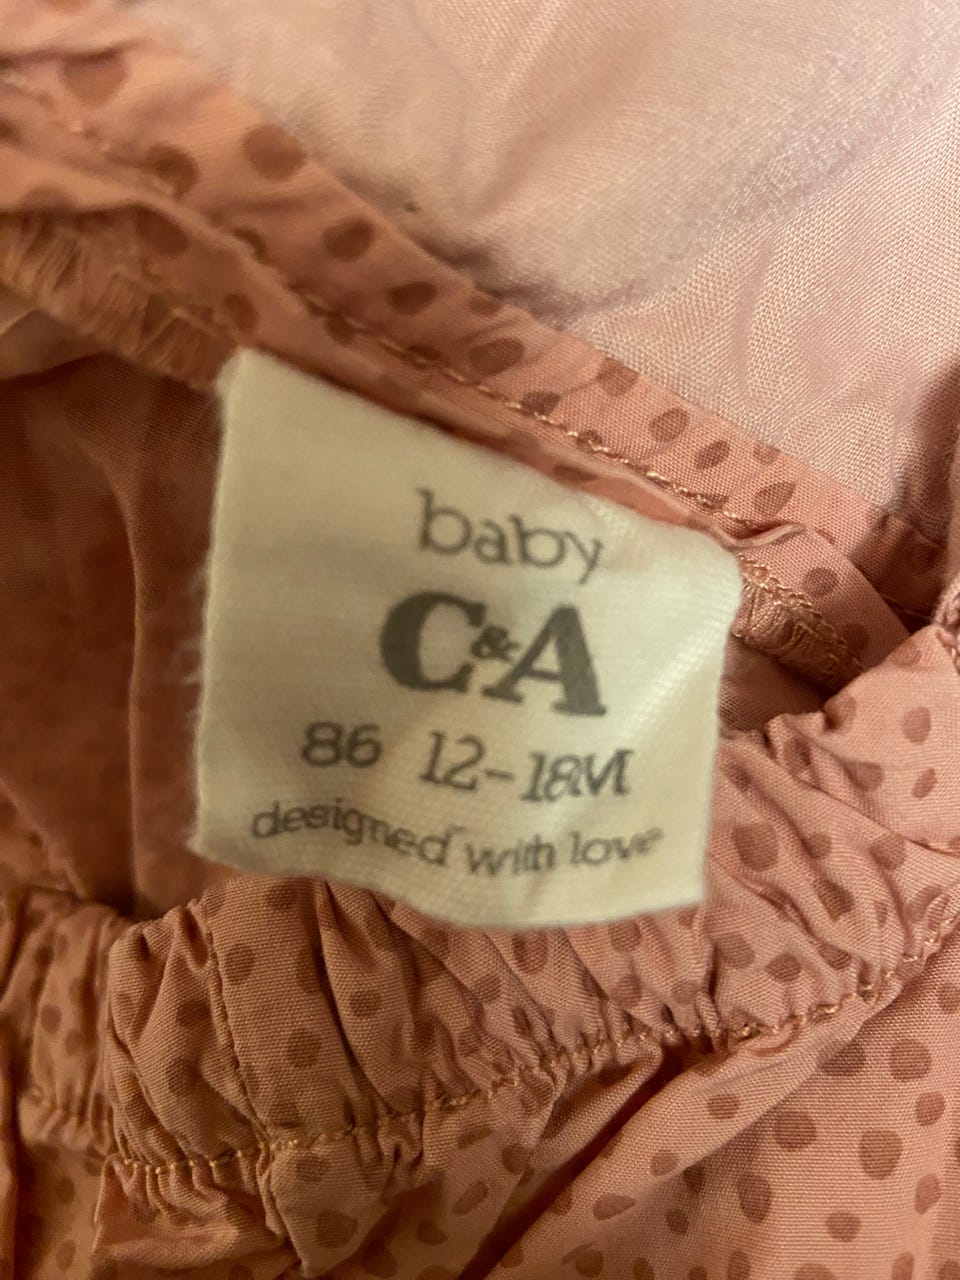 baby
C&A
86 12-18M
designed with love